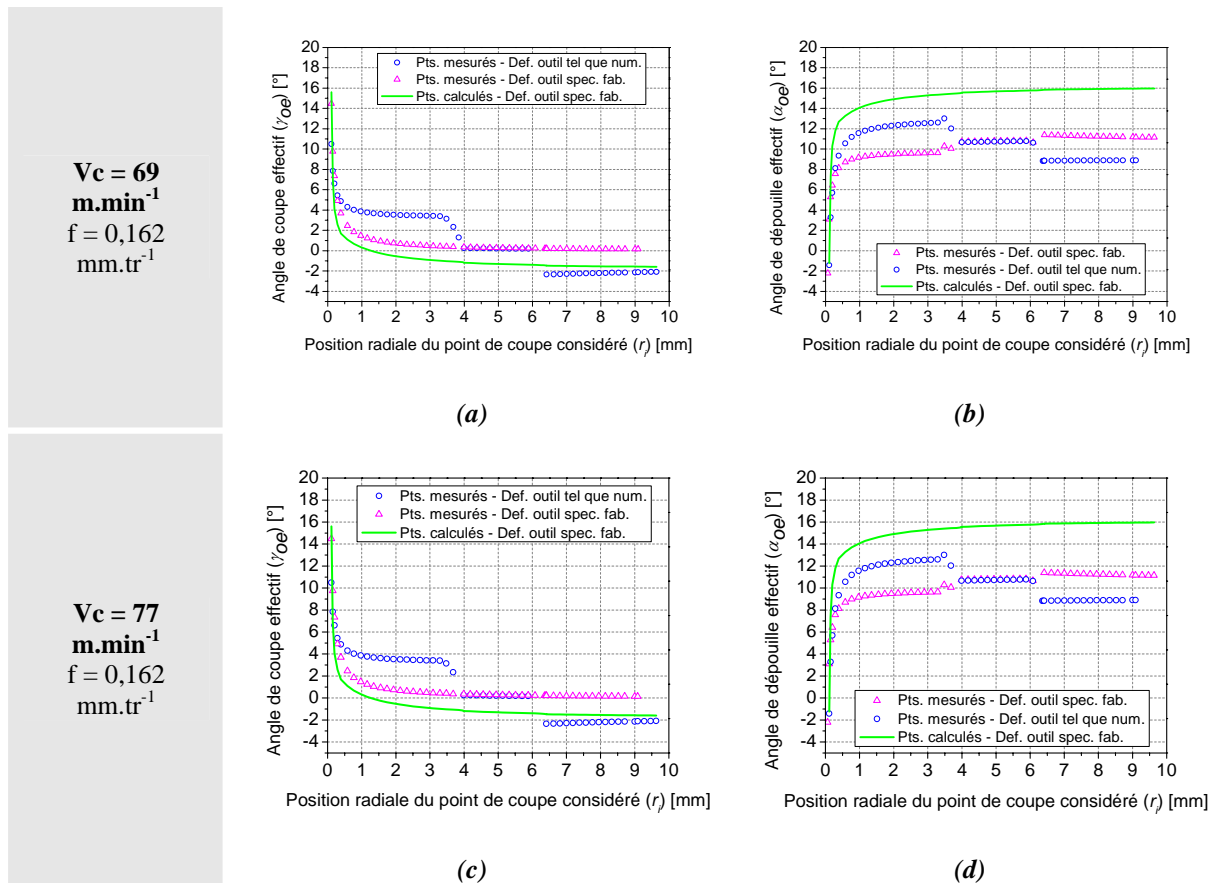 Vc = 69
m.min⁻¹
f = 0,162
mm.tr⁻¹
20
18
16
14
12
10
8
6
4
2
0
-2
-4
Angle de coupe effectif (γoe) [°]
Pts. mesurés - Def. outil tel que num.
Pts. mesurés - Def. outil spec. fab.
Pts. calculés - Def. outil spec. fab.
0 1 2 3 4 5 6 7 8 9 10
Position radiale du point de coupe considéré (ri) [mm]
(a)
20
18
16
14
12
10
8
6
4
2
0
-2
-4
Angle de dépouille effectif (αoe) [°]
Pts. mesurés - Def. outil spec. fab.
Pts. mesurés - Def. outil tel que num.
Pts. calculés - Def. outil spec. fab.
0 1 2 3 4 5 6 7 8 9 10
Position radiale du point de coupe considéré (ri) [mm]
(b)
Vc = 77
m.min⁻¹
f = 0,162
mm.tr⁻¹
20
18
16
14
12
10
8
6
4
2
0
-2
-4
Angle de coupe effectif (γoe) [°]
Pts. mesurés - Def. outil tel que num.
Pts. mesurés - Def. outil spec. fab.
Pts. calculés - Def. outil spec. fab.
0 1 2 3 4 5 6 7 8 9 10
Position radiale du point de coupe considéré (ri) [mm]
(c)
20
18
16
14
12
10
8
6
4
2
0
-2
-4
Angle de dépouille effectif (αoe) [°]
Pts. mesurés - Def. outil spec. fab.
Pts. mesurés - Def. outil tel que num.
Pts. calculés - Def. outil spec. fab.
0 1 2 3 4 5 6 7 8 9 10
Position radiale du point de coupe considéré (ri) [mm]
(d)